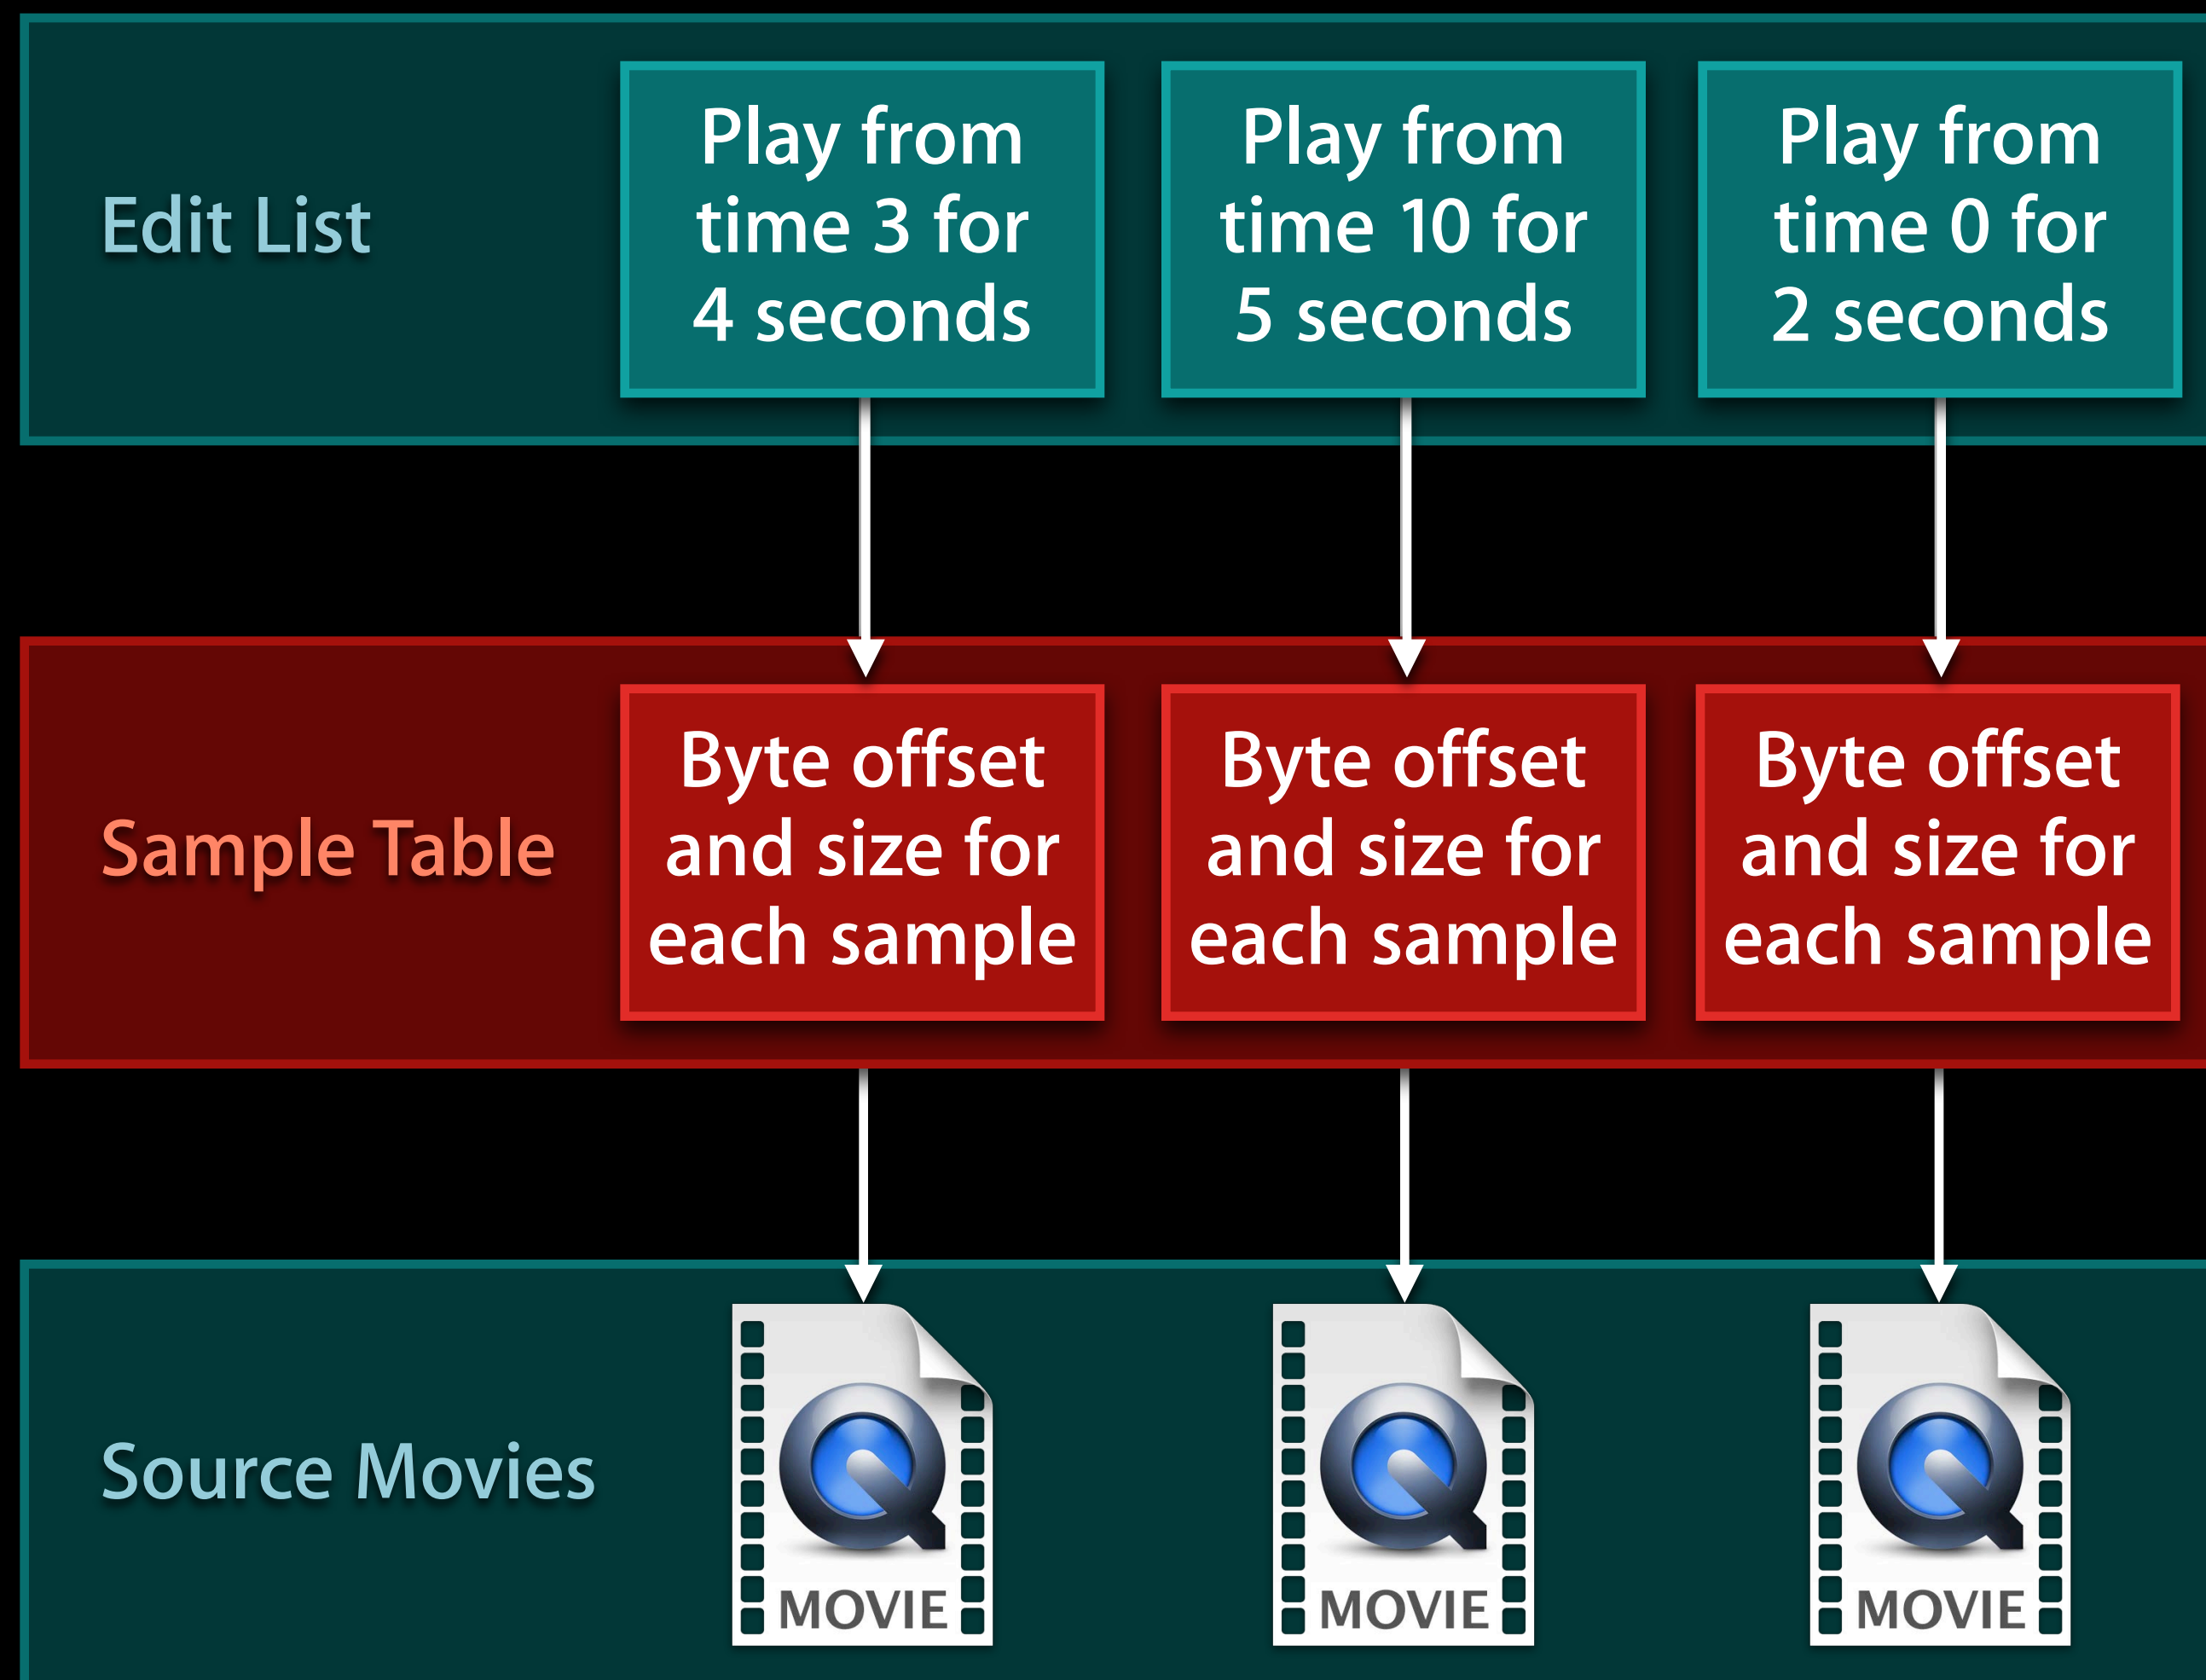 Edit List
Play from
time 3 for
4 seconds
Play from
time 10 for
5 seconds
Play from
time 0 for
2 seconds
Sample Table
Byte offset
and size for
each sample
Byte offset
and size for
each sample
Byte offset
and size for
each sample
Source Movies
MOVIE
MOVIE
MOVIE